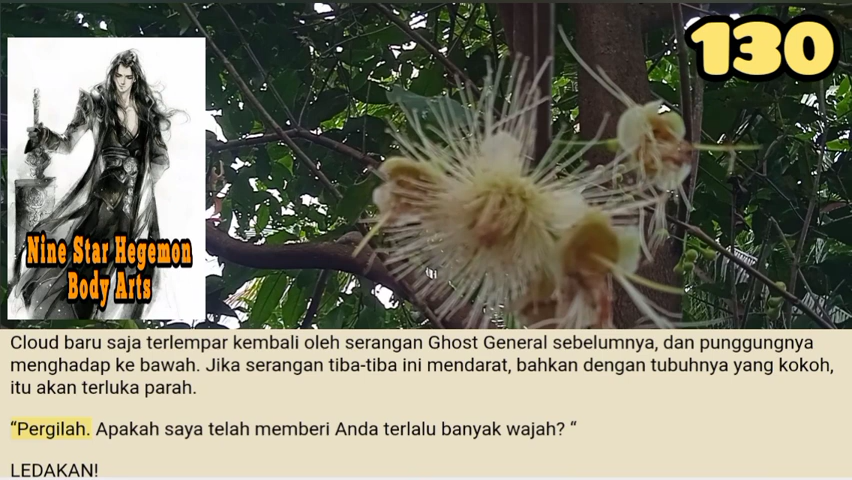 130
Nine Star Hegemon
Body Arts
Cloud baru saja terlempar kembali oleh serangan Ghost General sebelumnya, dan punggungnya
menghadap ke bawah. Jika serangan tiba-tiba ini mendarat, bahkan dengan tubuhnya yang kokoh,
itu akan terluka parah.
“Pergilah. Apakah saya telah memberi Anda terlalu banyak wajah? “
LEDAKAN!